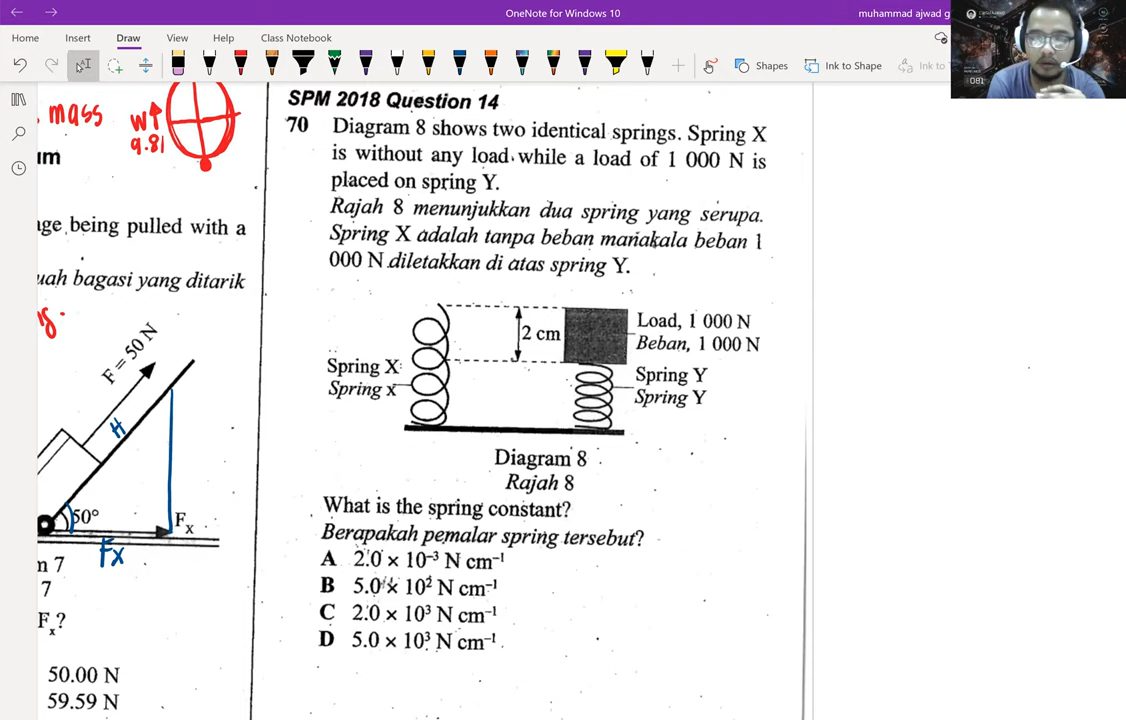 OneNote for Windows 10
muhammad ajwad g
Home Insert Draw View Help Class Notebook
Shapes
Ink to Shape
Ink to
081
mass
W
9.81
um
age being pulled with a
uah bagasi yang ditarik
F = 50 N
H
50°
Fx
Fx
n 7
7
Fx?
50.00 N
59.59 N
SPM 2018 Question 14
70 Diagram 8 shows two identical springs. Spring X
is without any load while a load of 1 000 N is
placed on spring Y.
Rajah 8 menunjukkan dua spring yang serupa.
Spring X adalah tanpa beban manakala beban 1
000 N diletakkan di atas spring Y.
2 cm
Load, 1 000 N
Beban, 1 000 N
Spring X
Spring x
Spring Y
Spring Y
Diagram 8
Rajah 8
What is the spring constant?
Berapakah pemalar spring tersebut?
A 2.0 × 10⁻³ N cm⁻¹
B 5.0 × 10² N cm⁻¹
C 2.0 × 10³ N cm⁻¹
D 5.0 × 10³ N cm⁻¹